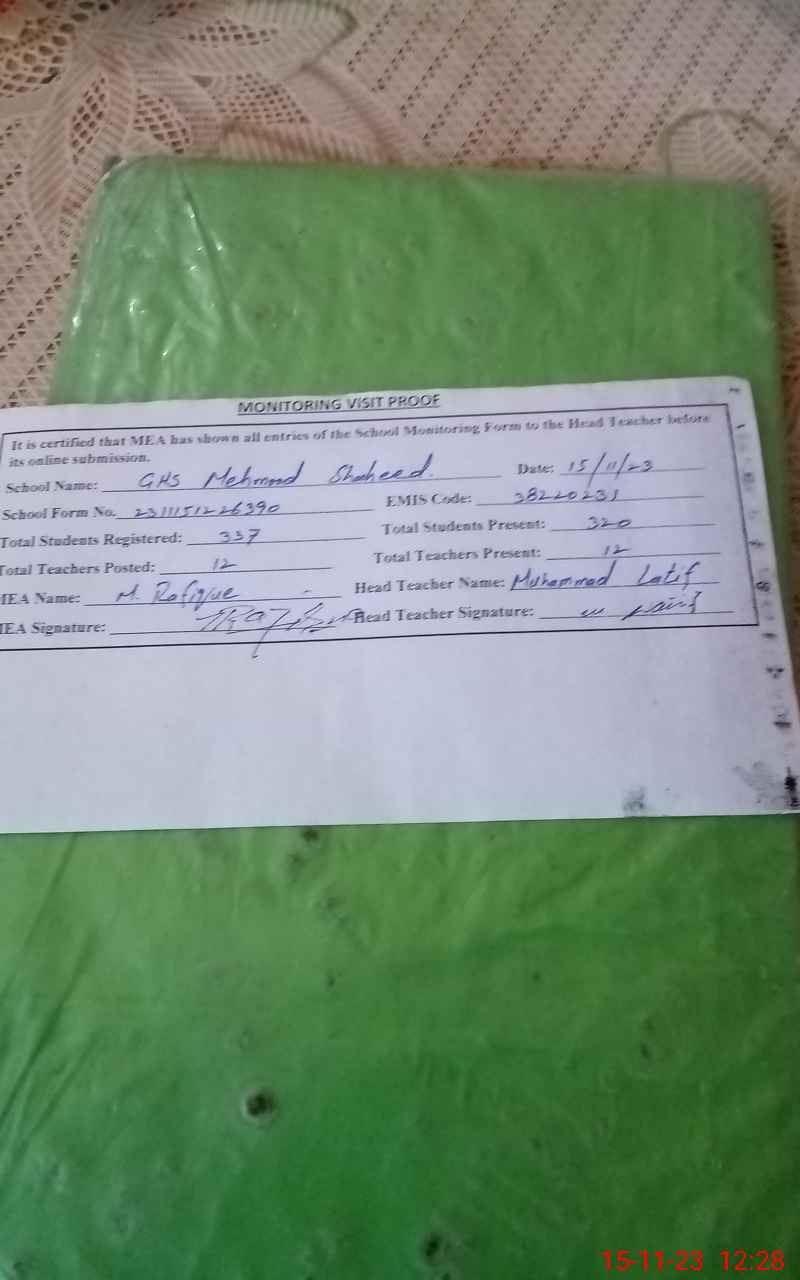 MONITORING VISIT PROOF
It is certified that MEA has shown all entries of the School Monitoring Form to the Head Teacher before
its online submission.
School Name: GHS Mehmood Shaheed. Date: 15/11/23
School Form No. 23111512-26390 EMIS Code: 38220231
Total Students Registered: 337 Total Students Present: 320
Total Teachers Posted: 12 Total Teachers Present: 12
MEA Name: M. Rafique Head Teacher Name: Muhammad Latif
MEA Signature: Head Teacher Signature:
15-11-23 12:28